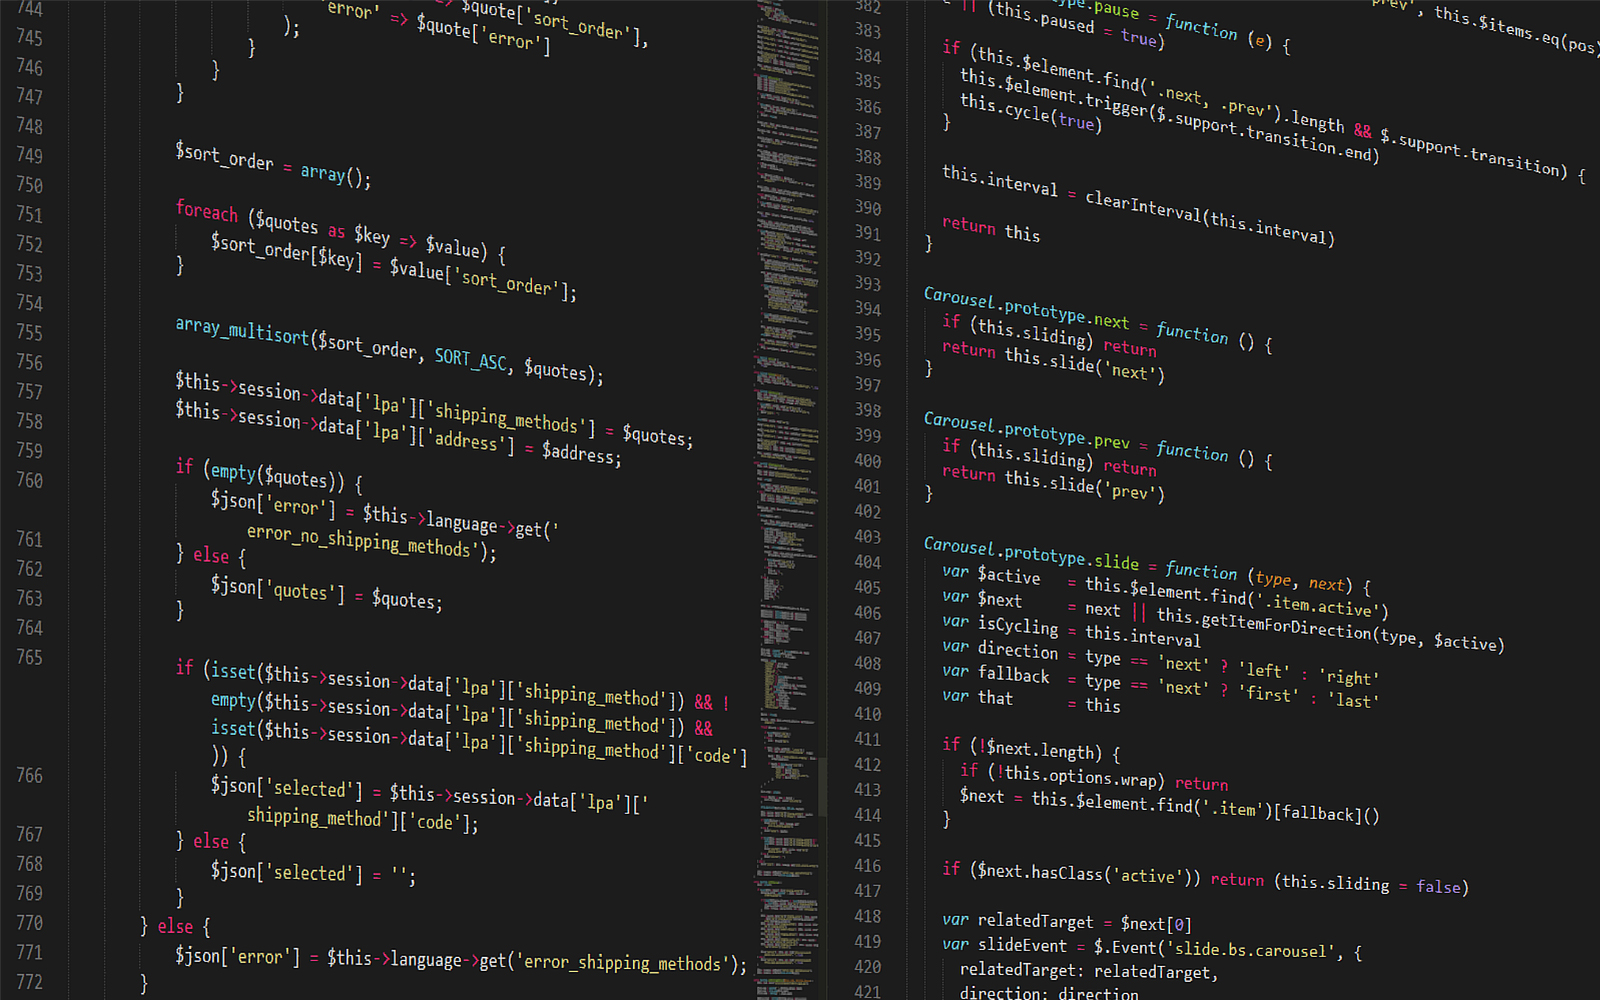 744
745
746
747
748
749
750
751
752
753
754
755
756
757
758
759
760
761
762
763
764
765
766
767
768
769
770
771
772
=> $quote['sort_order'],
'error' => $quote['error']
);
}
}
}
$sort_order = array();
foreach ($quotes as $key => $value) {
$sort_order[$key] = $value['sort_order'];
}
array_multisort($sort_order, SORT_ASC, $quotes);
$this->session->data['lpa']['shipping_methods'] = $quotes;
$this->session->data['lpa']['address'] = $address;
if (empty($quotes)) {
$json['error'] = $this->language->get('
error_no_shipping_methods');
} else {
$json['quotes'] = $quotes;
}
if (isset($this->session->data['lpa']['shipping_method']) && !
empty($this->session->data['lpa']['shipping_method']) &&
isset($this->session->data['lpa']['shipping_method']['code']
)) {
$json['selected'] = $this->session->data['lpa']['
shipping_method']['code'];
} else {
$json['selected'] = '';
}
} else {
$json['error'] = $this->language->get('error_shipping_methods');
}
382
383
384
385
386
387
388
389
390
391
392
393
394
395
396
397
398
399
400
401
402
403
404
405
406
407
408
409
410
411
412
413
414
415
416
417
418
419
420
421
prev', this.$items.eq(pos)
.pause = function (e) {
|| (this.paused = true)
if (this.$element.find('.next, .prev').length && $.support.transition) {
this.$element.trigger($.support.transition.end)
this.cycle(true)
}
this.interval = clearInterval(this.interval)
return this
}
Carousel.prototype.next = function () {
if (this.sliding) return
return this.slide('next')
}
Carousel.prototype.prev = function () {
if (this.sliding) return
return this.slide('prev')
}
Carousel.prototype.slide = function (type, next) {
var $active = this.$element.find('.item.active')
var $next = next || this.getItemForDirection(type, $active)
var isCycling = this.interval
var direction = type == 'next' ? 'left' : 'right'
var fallback = type == 'next' ? 'first' : 'last'
var that = this
if (!$next.length) {
if (!this.options.wrap) return
$next = this.$element.find('.item')[fallback]()
}
if ($next.hasClass('active')) return (this.sliding = false)
var relatedTarget = $next[0]
var slideEvent = $.Event('slide.bs.carousel', {
relatedTarget: relatedTarget,
direction: direction